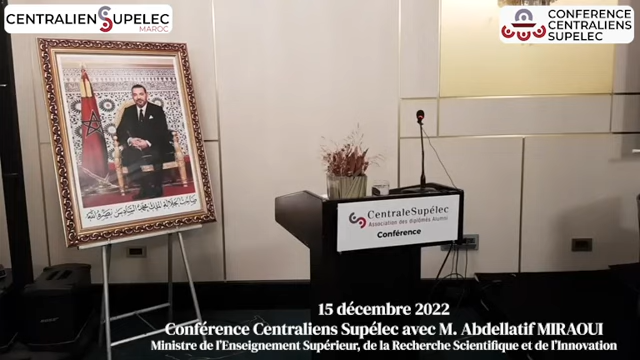 CENTRALIEN SUPELEC
MAROC
CONFERENCE
CENTRALIENS
SUPELEC
CentraleSupélec
Association des diplômés Alumni
Conférence
15 décembre 2022
Conférence Centraliens Supélec avec M. Abdellatif MIRAOUI
Ministre de l'Enseignement Supérieur, de la Recherche Scientifique et de l'Innovation